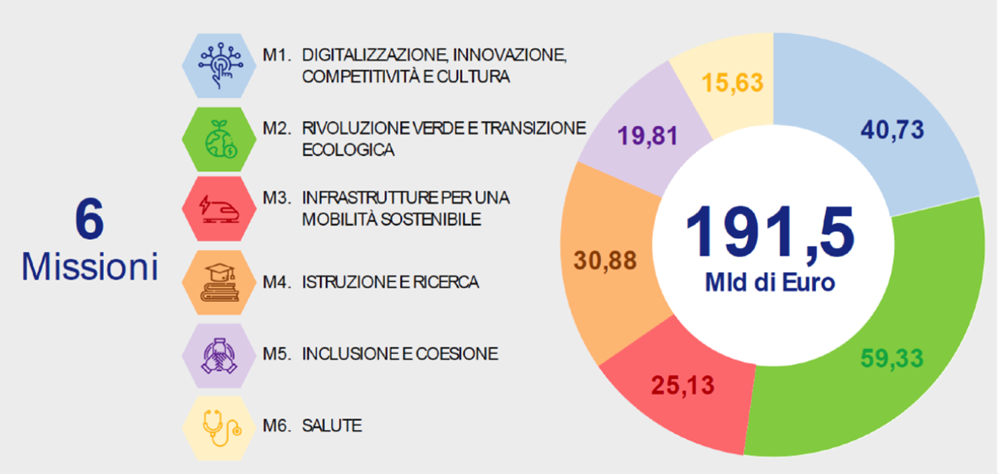 6
Missioni
M1. DIGITALIZZAZIONE, INNOVAZIONE,
COMPETITIVITÀ E CULTURA
M2. RIVOLUZIONE VERDE E TRANSIZIONE
ECOLOGICA
M3. INFRASTRUTTURE PER UNA
MOBILITÀ SOSTENIBILE
M4. ISTRUZIONE E RICERCA
M5. INCLUSIONE E COESIONE
M6. SALUTE
15,63
40,73
19,81
30,88
191,5
Mld di Euro
59,33
25,13